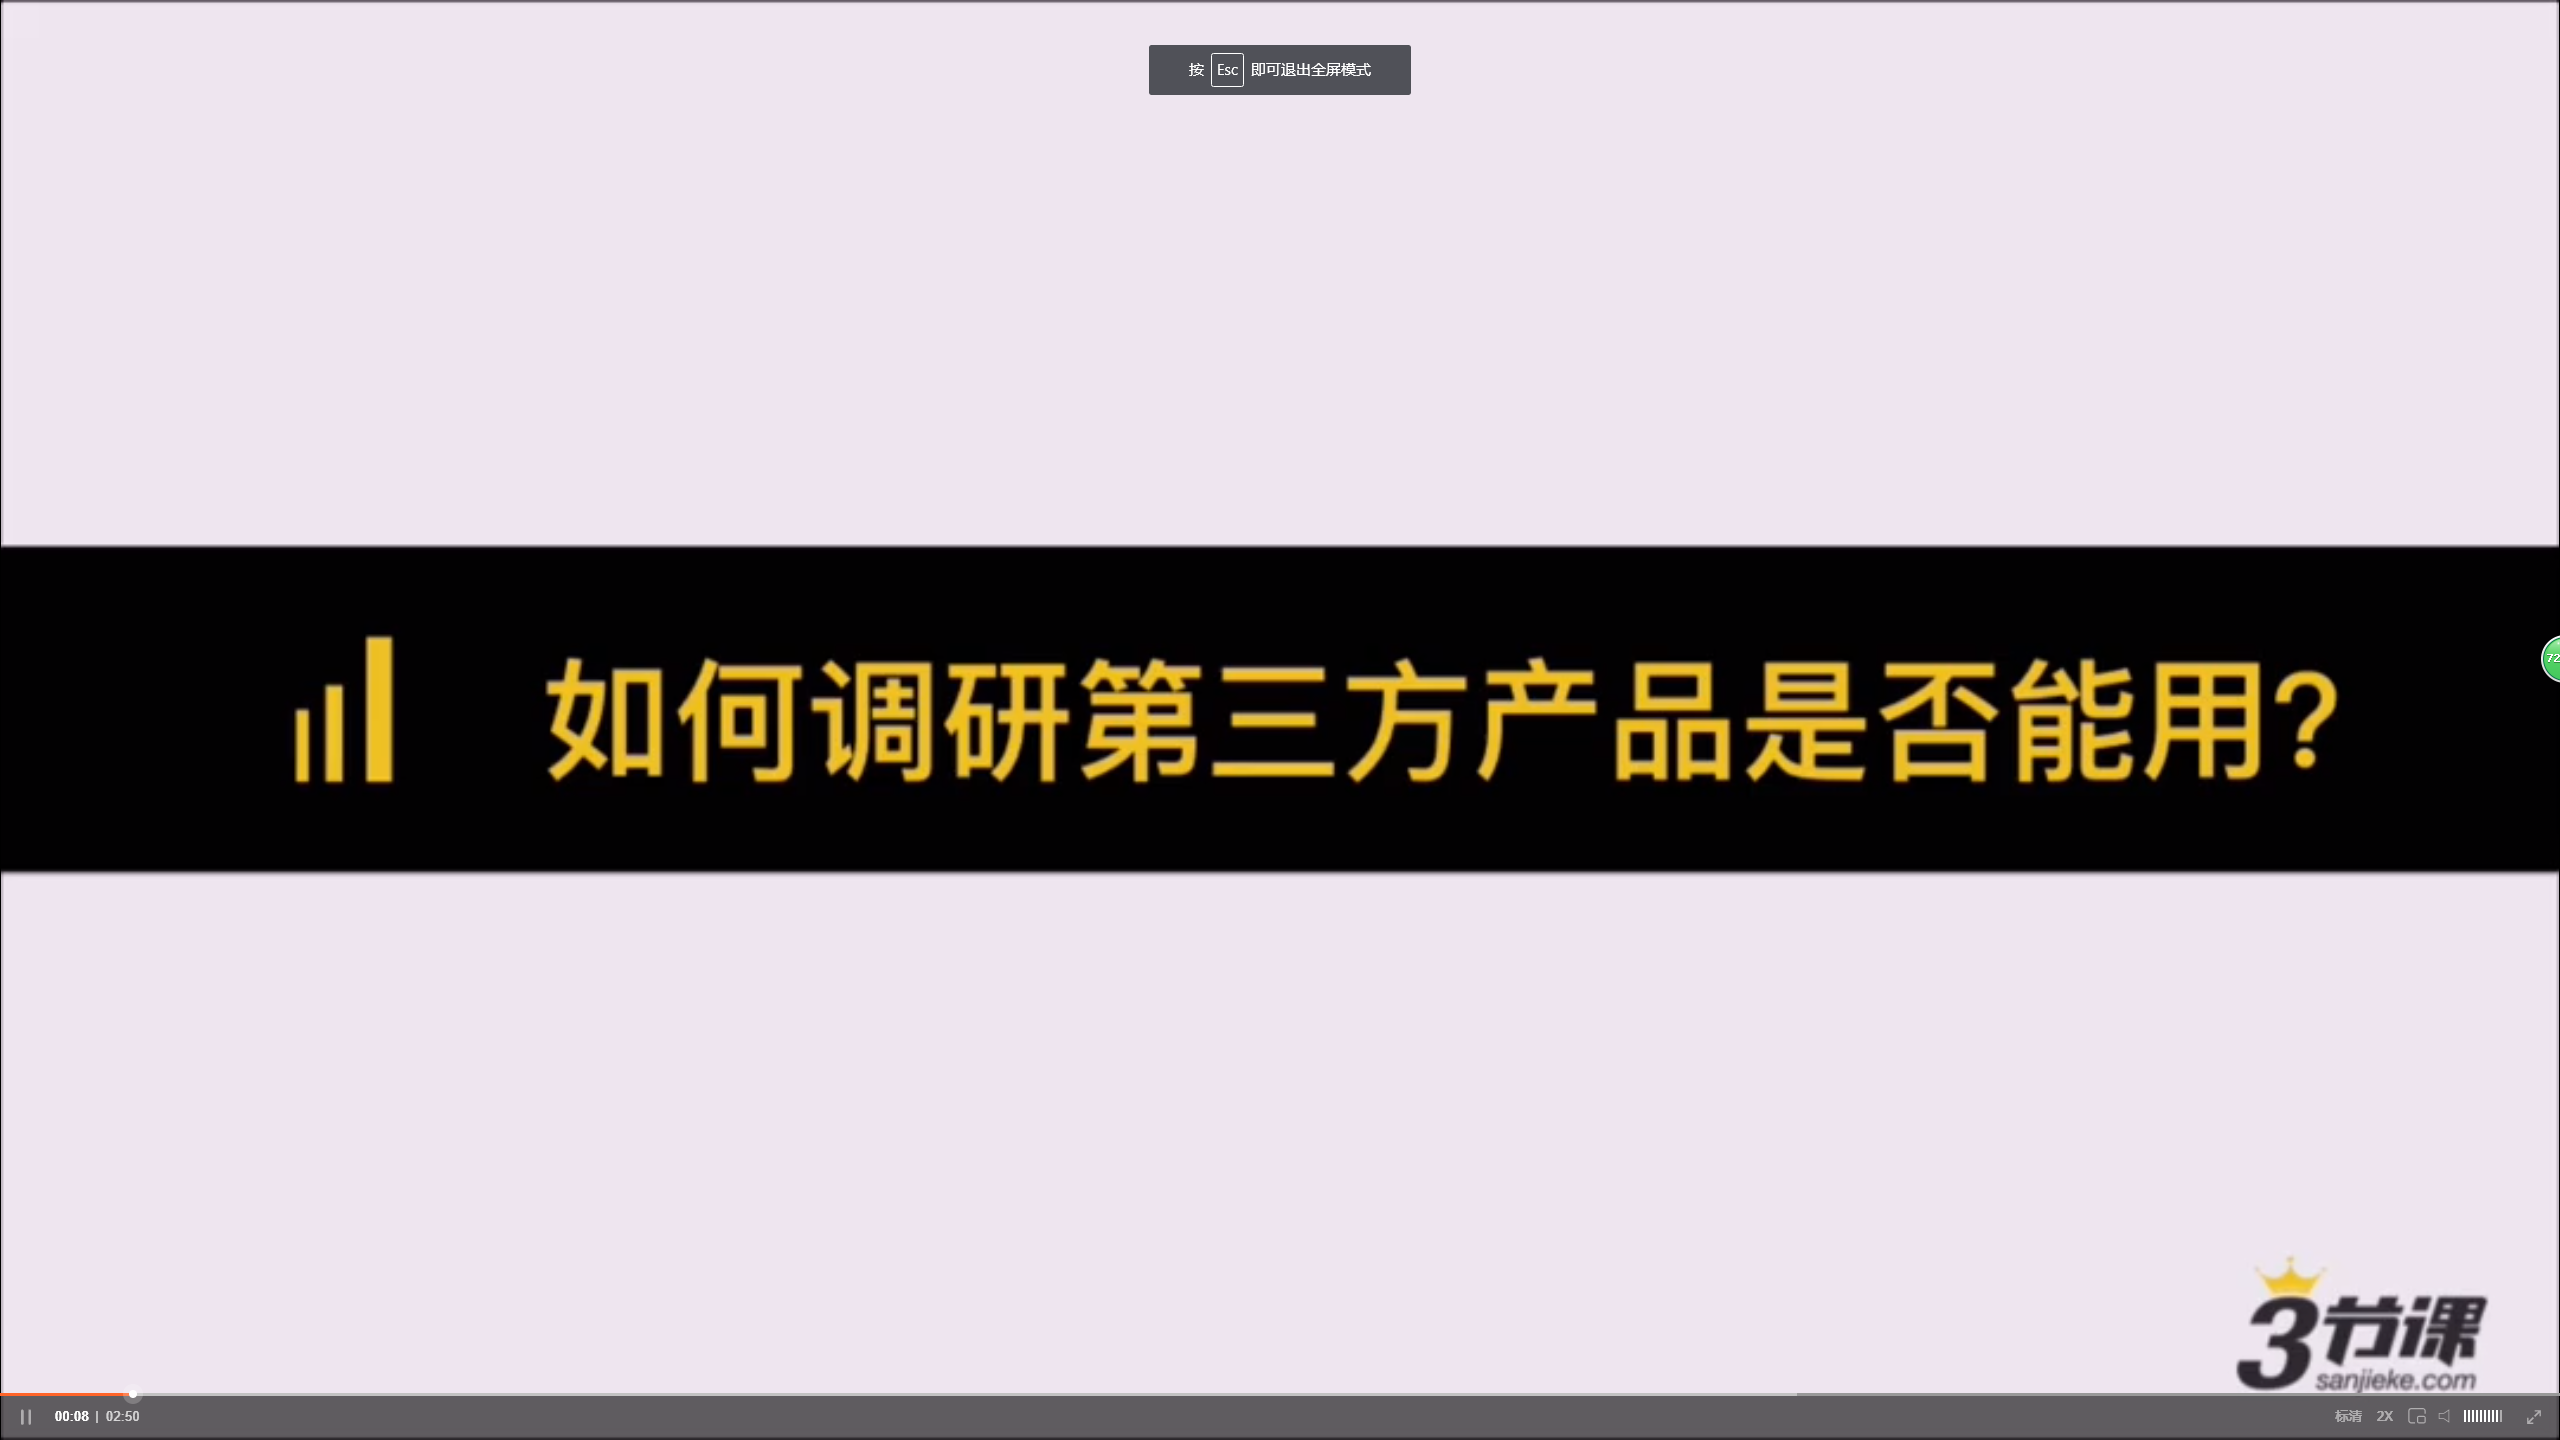 按 Esc 即可退出全屏模式
如何调研第三方产品是否能用?
72
3节课
sanjieke.com
00:08 | 02:50
标清 2X